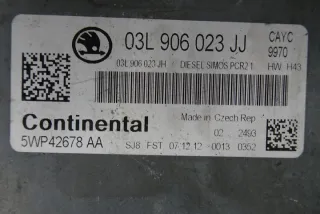 03L 906 023 JJ CAYC
9970
03L 906 023 JH DIESEL SIMOS PCR2 1 HW H43
Continental Made in Czech Rep
02 2493
5WP42678 AA SJ8 FST 07.12.12 0013 0352